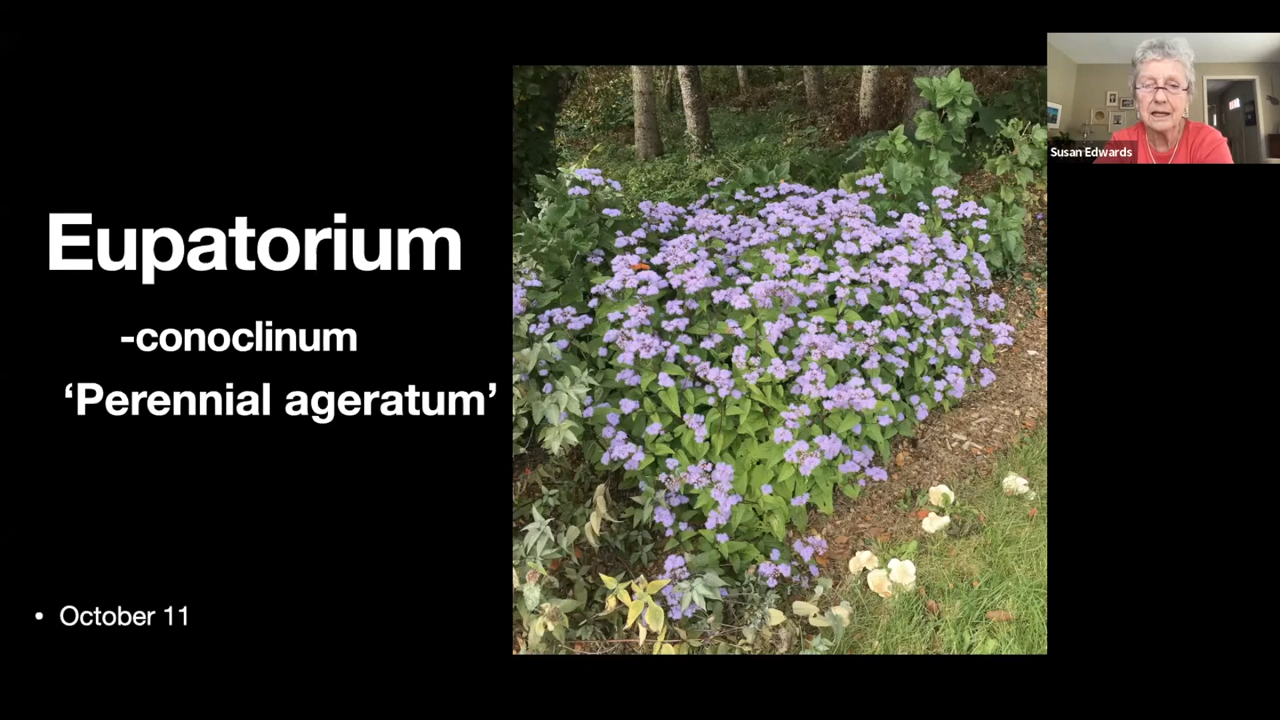 Eupatorium
-conoclinum
‘Perennial ageratum’
• October 11
Susan Edwards